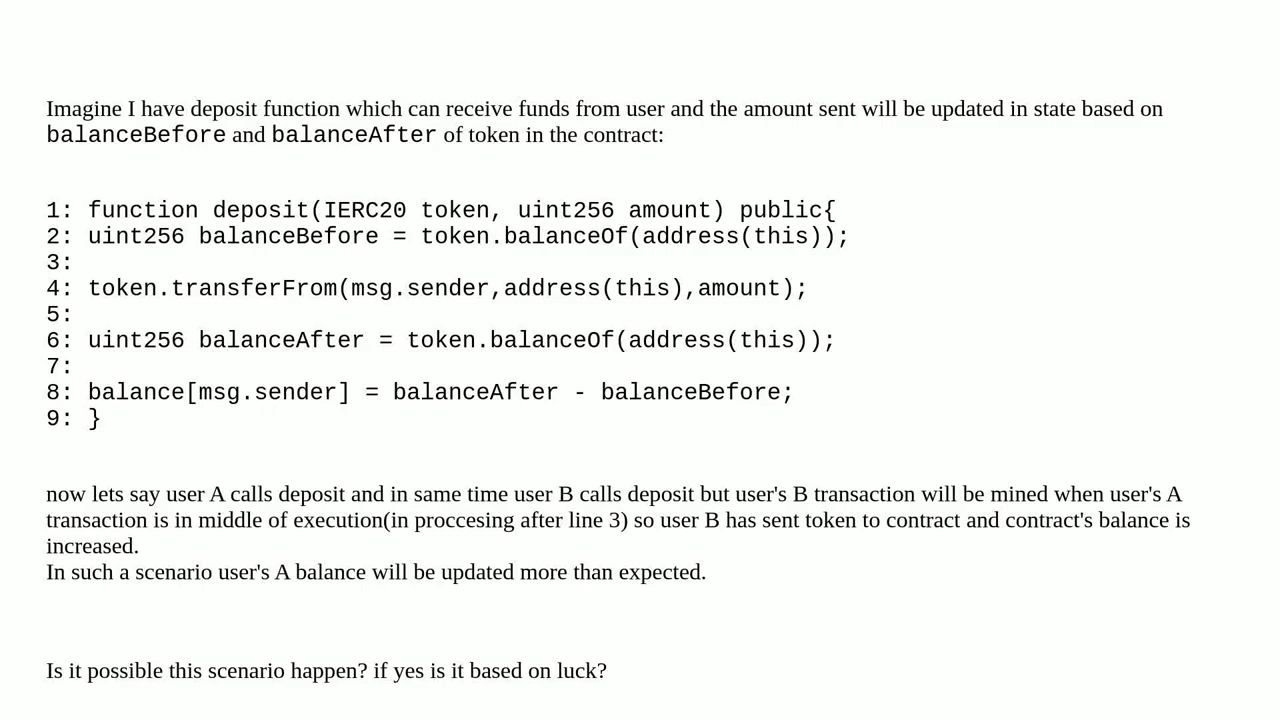 Imagine I have deposit function which can receive funds from user and the amount sent will be updated in state based on
balanceBefore and balanceAfter of token in the contract:
1: function deposit(IERC20 token, uint256 amount) public{
2: uint256 balanceBefore = token.balanceOf(address(this));
3:
4: token.transferFrom(msg.sender,address(this),amount);
5:
6: uint256 balanceAfter = token.balanceOf(address(this));
7:
8: balance[msg.sender] = balanceAfter - balanceBefore;
9: }
now lets say user A calls deposit and in same time user B calls deposit but user's B transaction will be mined when user's A
transaction is in middle of execution(in proccesing after line 3) so user B has sent token to contract and contract's balance is
increased.
In such a scenario user's A balance will be updated more than expected.
Is it possible this scenario happen? if yes is it based on luck?